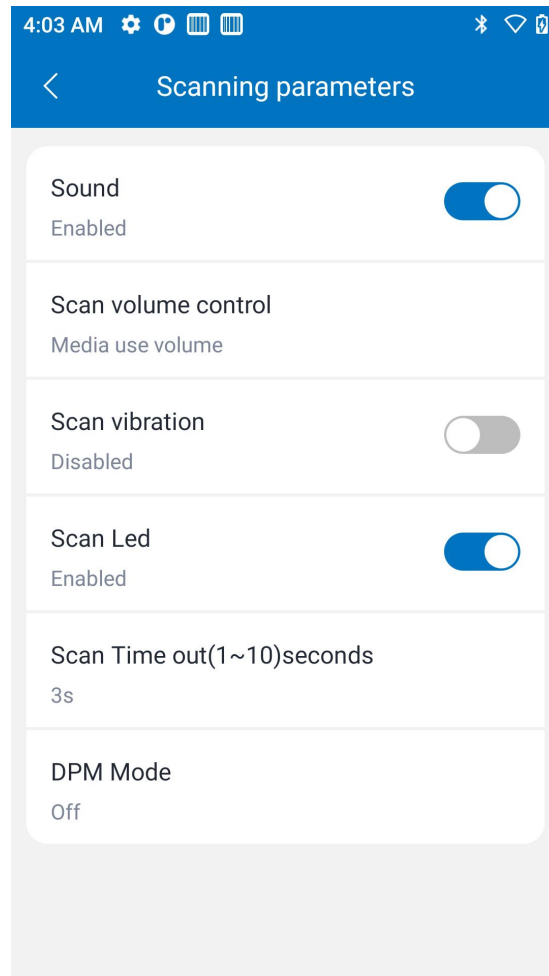 4:03 AM
Scanning parameters
Sound
Enabled
Scan volume control
Media use volume
Scan vibration
Disabled
Scan Led
Enabled
Scan Time out(1~10)seconds
3s
DPM Mode
Off